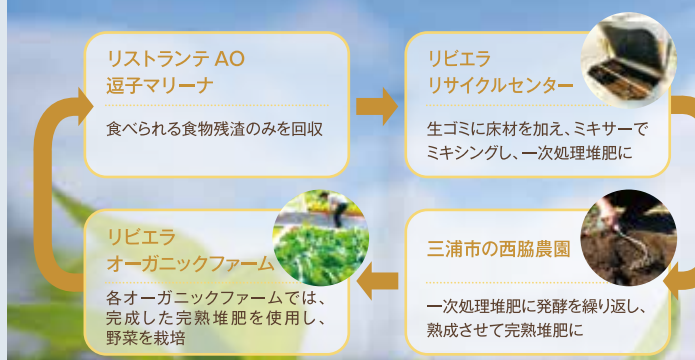 リストランテ AO
逗子マリーナ
食べられる食物残渣のみを回収
リビエラ
リサイクルセンター
生ゴミに床材を加え、ミキサーで
ミキシングし、一次処理堆肥に
三浦市の西脇農園
一次処理堆肥に発酵を繰り返し、
熟成させて完熟堆肥に
リビエラ
オーガニックファーム
各オーガニックファームでは、
完成した完熟堆肥を使用し、
野菜を栽培